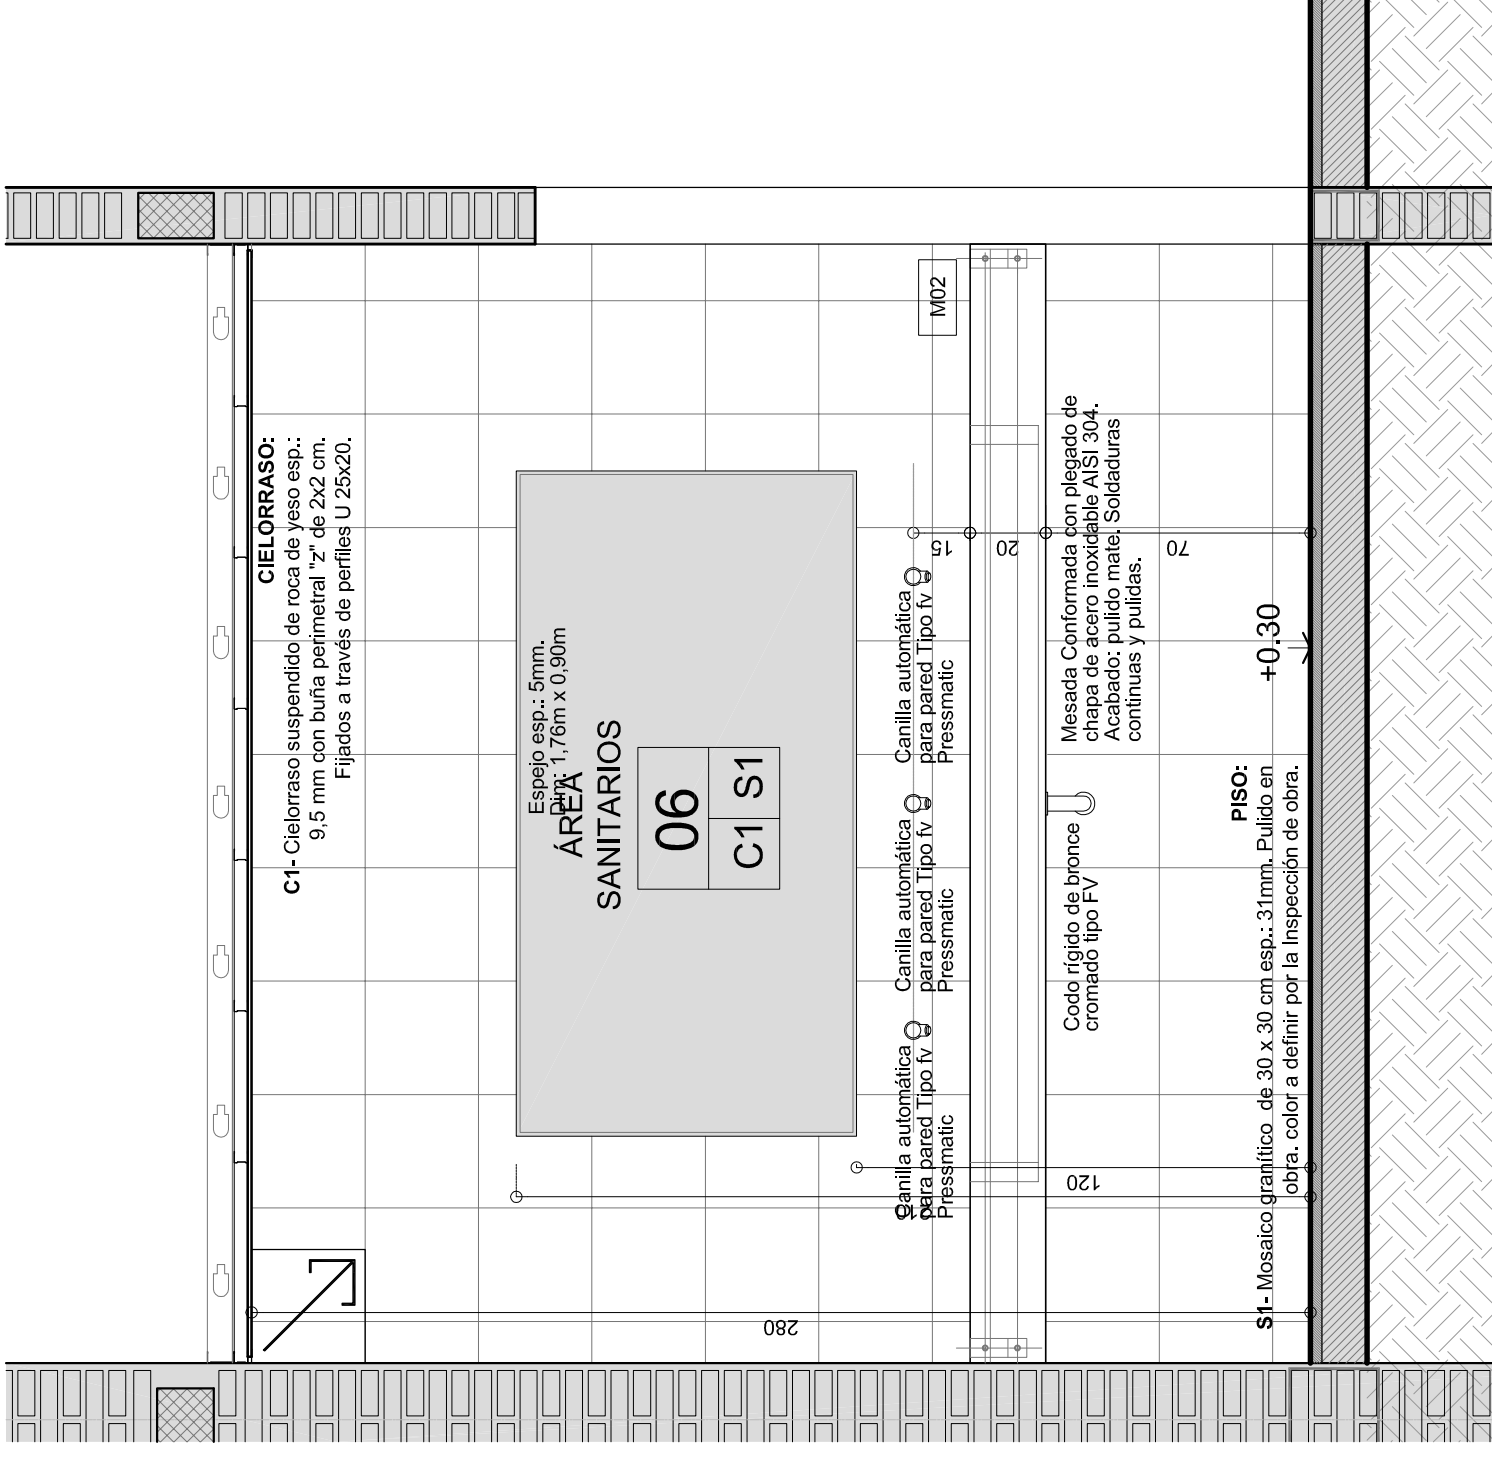 CIELORRASO:
C1- Cielorraso suspendido de roca de yeso esp.:
9,5 mm con buña perimetral "z" de 2x2 cm.
Fijados a través de perfiles U 25x20.
Espejo esp.: 5mm.
Dim: 1,76m x 0,90m
ÁREA
SANITARIOS
06
C1
S1
M02
Canilla automática
para pared Tipo fv
Pressmatic
Canilla automática
para pared Tipo fv
Pressmatic
Canilla automática
para pared Tipo fv
Pressmatic
15
20
70
120
280
Mesada Conformada con plegado de
chapa de acero inoxidable AISI 304.
Acabado: pulido mate. Soldaduras
continuas y pulidas.
Codo rígido de bronce
cromado tipo FV
+0.30
PISO:
S1- Mosaico granítico de 30 x 30 cm esp.: 31mm. Pulido en
obra. color a definir por la Inspección de obra.